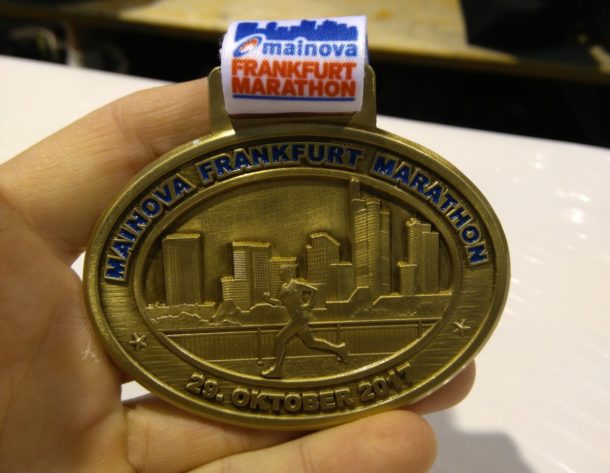 mainova
FRANKFURT
MARATHON
MAINOVA FRANKFURT MARATHON
29. OKTOBER 2017